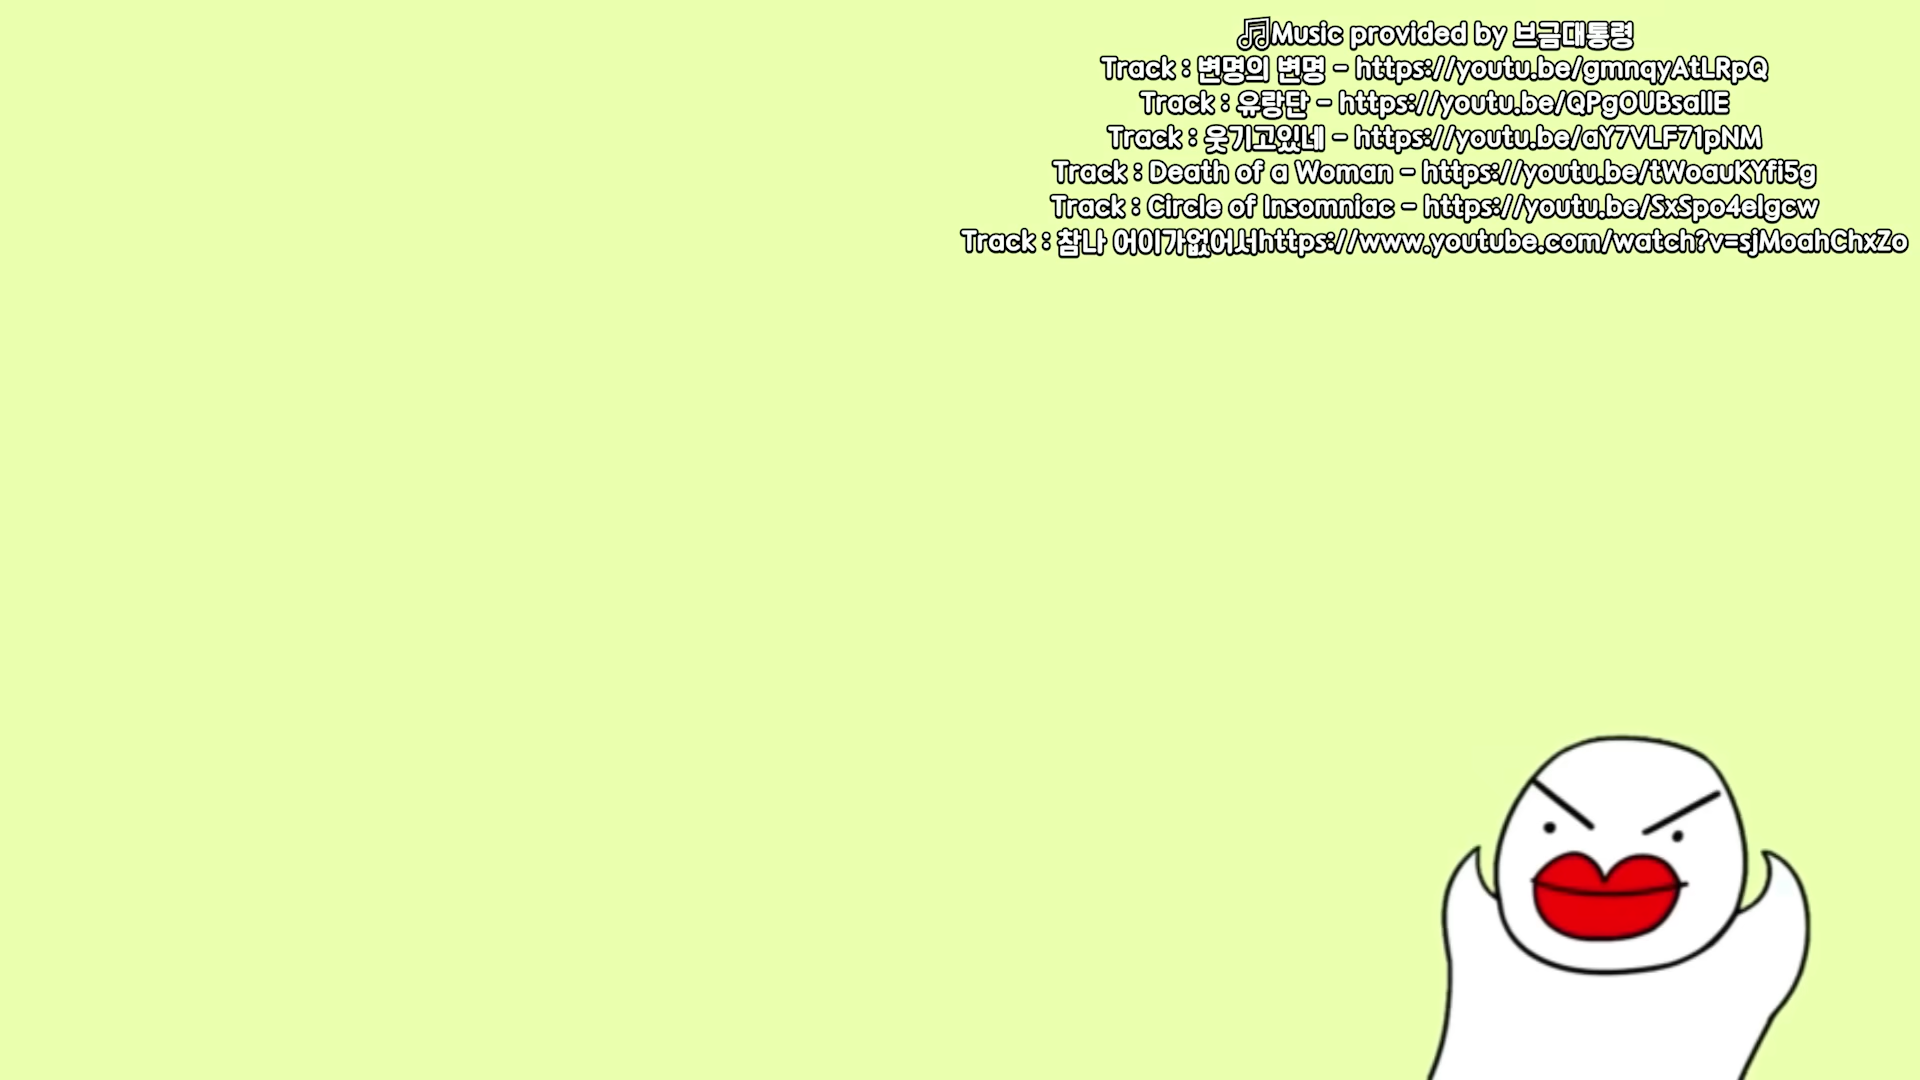 🎵Music provided by 브금대통령
Track : 변명의 변명 - https://youtu.be/gmnqyAtLRpQ
Track : 유랑단 - https://youtu.be/QPgOUBsallE
Track : 웃기고있네 - https://youtu.be/aY7VLF71pNM
Track : Death of a Woman - https://youtu.be/tWoauKYfi5g
Track : Circle of Insomniac - https://youtu.be/SxSpo4eIgcw
Track : 참나 어이가없어서https://www.youtube.com/watch?v=sjMoahChxZo